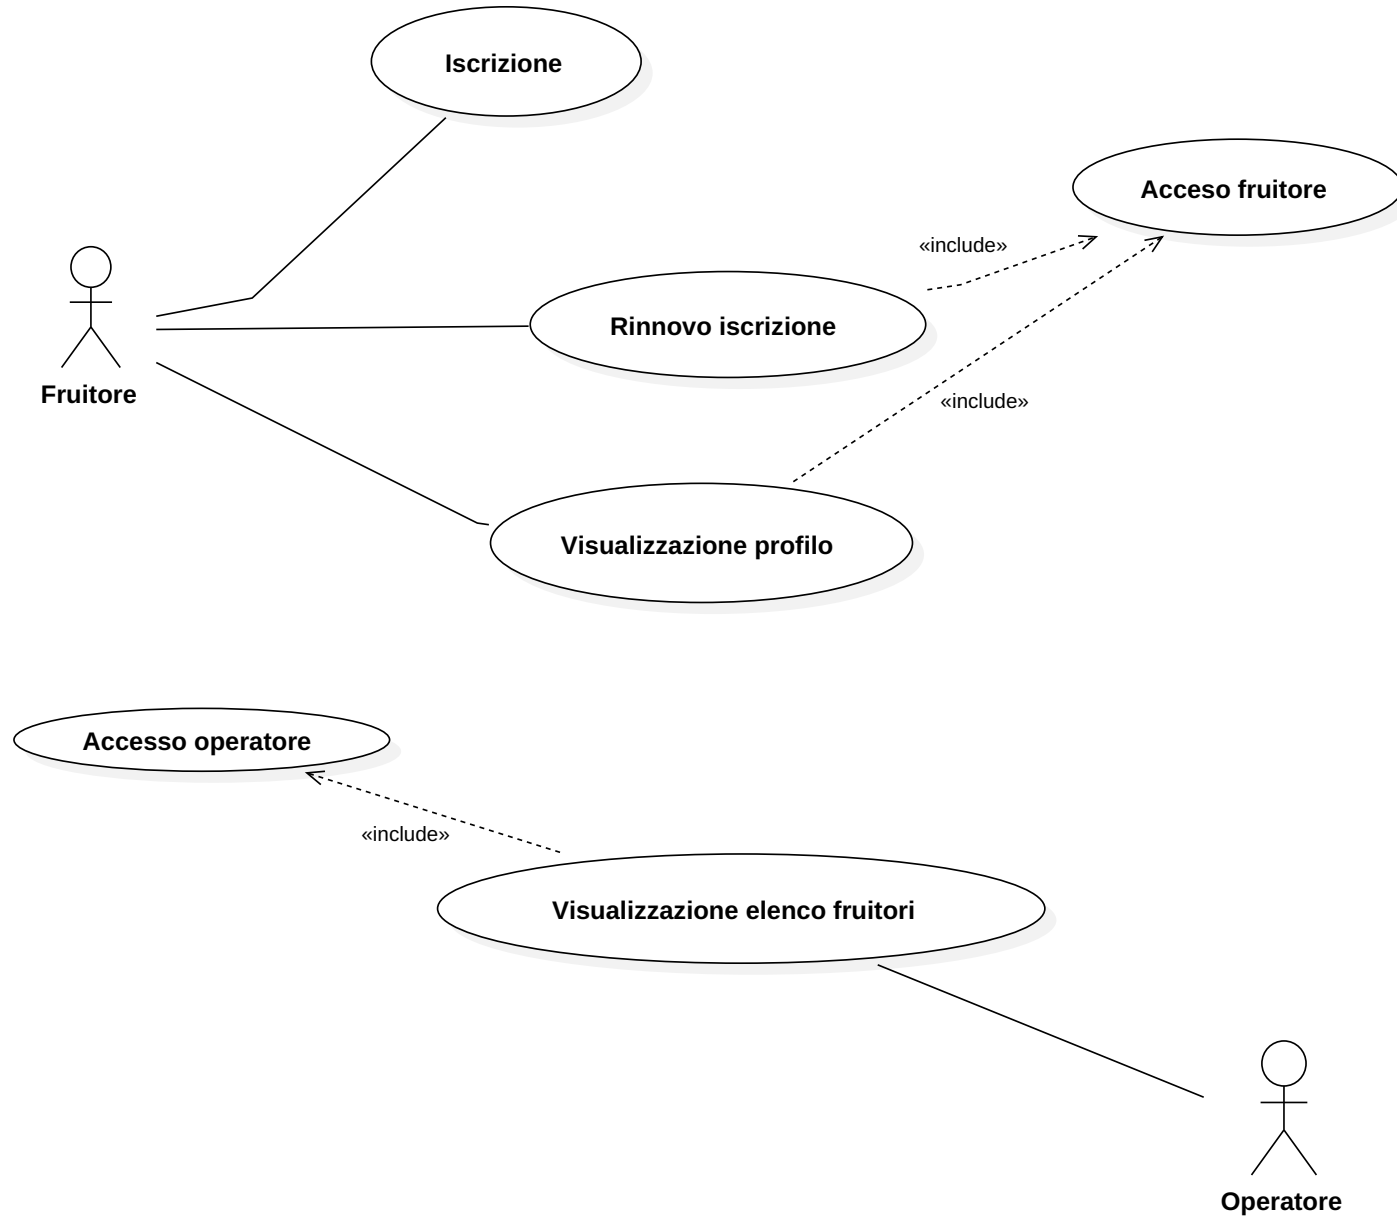 Iscrizione
Acceso fruitore
«include»
Rinnovo iscrizione
Fruitore
«include»
Visualizzazione profilo
Accesso operatore
«include»
Visualizzazione elenco fruitori
Operatore